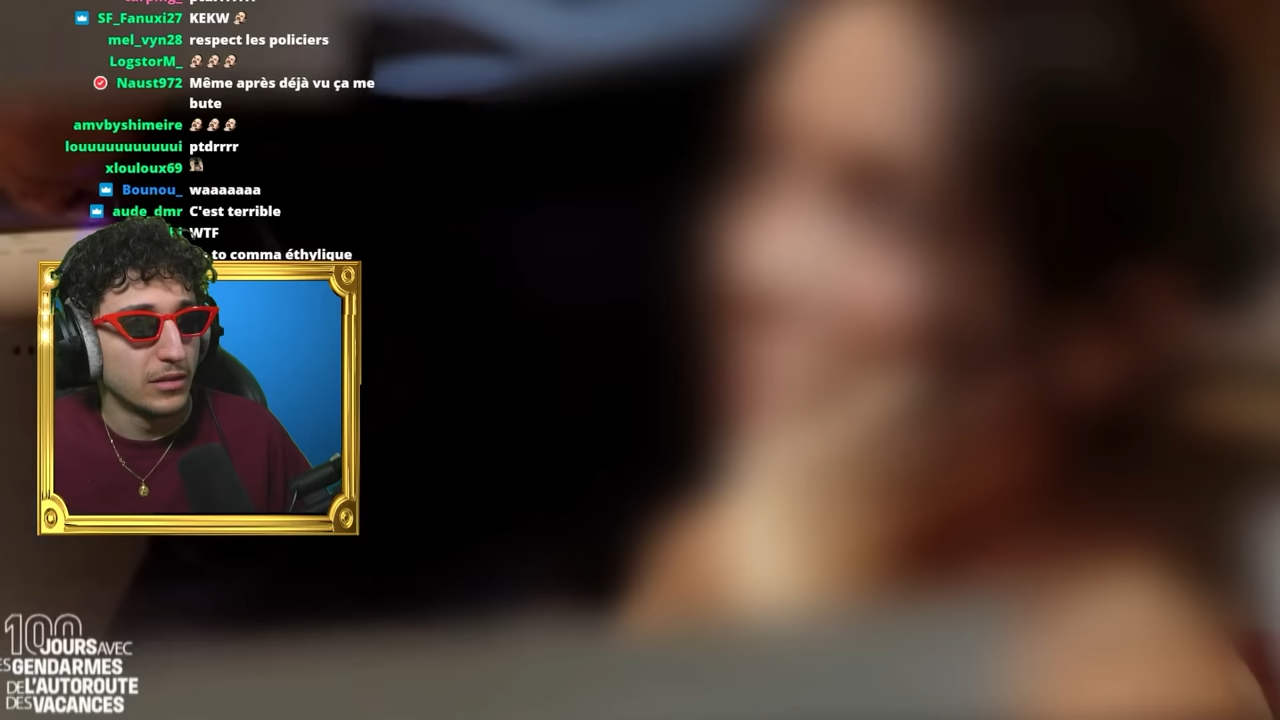 SF_Fanuxi27 KEKW
mel_vyn28 respect les policiers
LogstorM_
Naust972 Même après déjà vu ça me
bute
amvbyshimeire
louuuuuuuuuuui ptdrrrr
xlouloux69
Bounou_ waaaaaaa
aude_dmr C'est terrible
WTF
to comma éthylique
100
JOURS AVEC
GENDARMES
DE L'AUTOROUTE
DES VACANCES